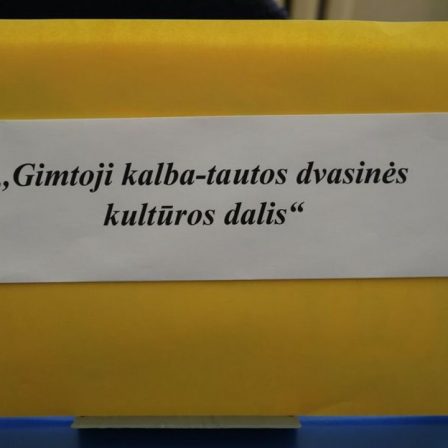 „Gimtoji kalba-tautos dvasinės
kultūros dalis“